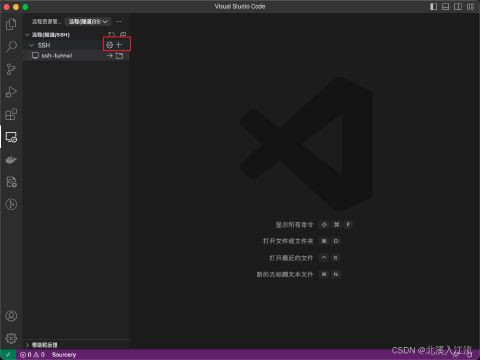 Visual Studio Code
远程资源管... 远程(隧道/SSH) ...
远程(隧道/SSH)
SSH
ssh-tunnel
显示所有命令 ⇧ ⌘ P
打开文件或文件夹 ⌘ O
打开最近的文件 ⌃ R
新的无标题文本文件 ⌘ N
帮助和反馈
0 0 Sourcery
CSDN @北溪入江流